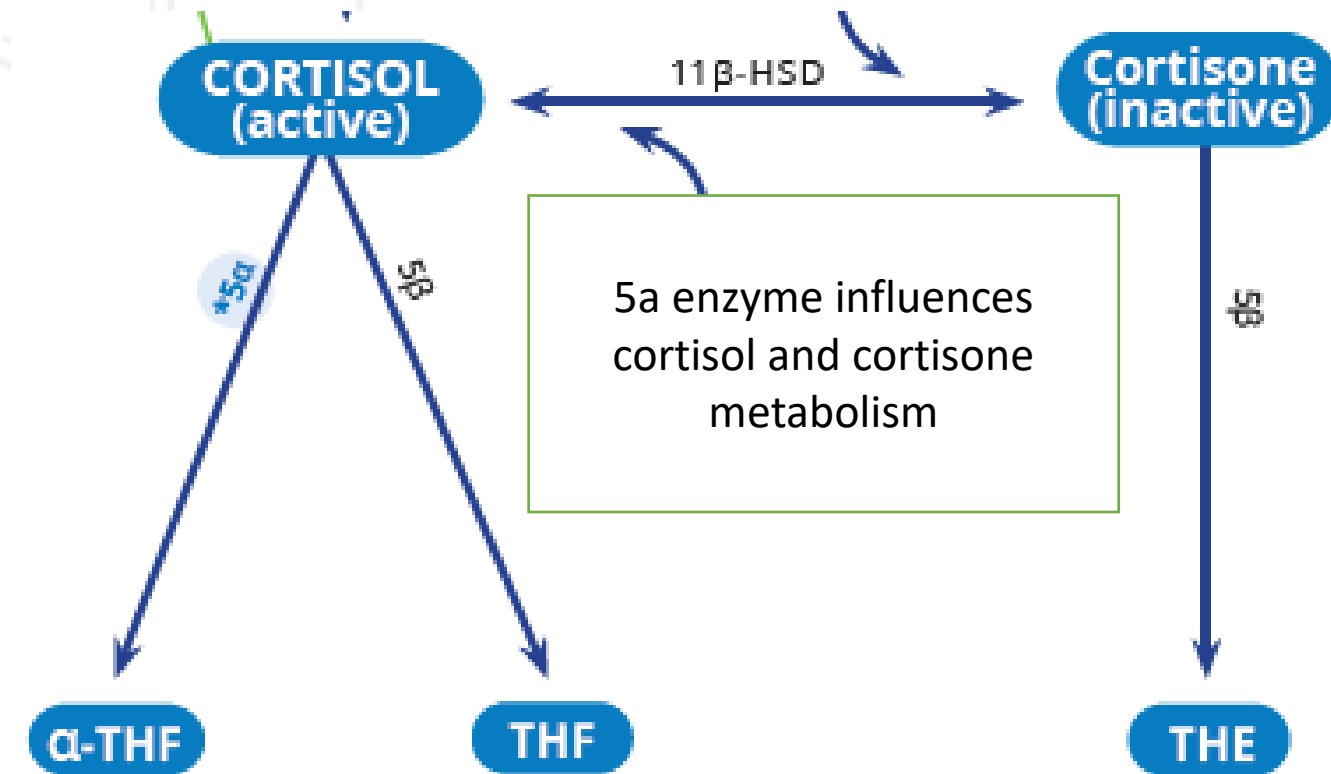 CORTISOL
(active)
11β-HSD
Cortisone
(inactive)
*5α
5β
5a enzyme influences
cortisol and cortisone
metabolism
5β
α-THF
THF
THE